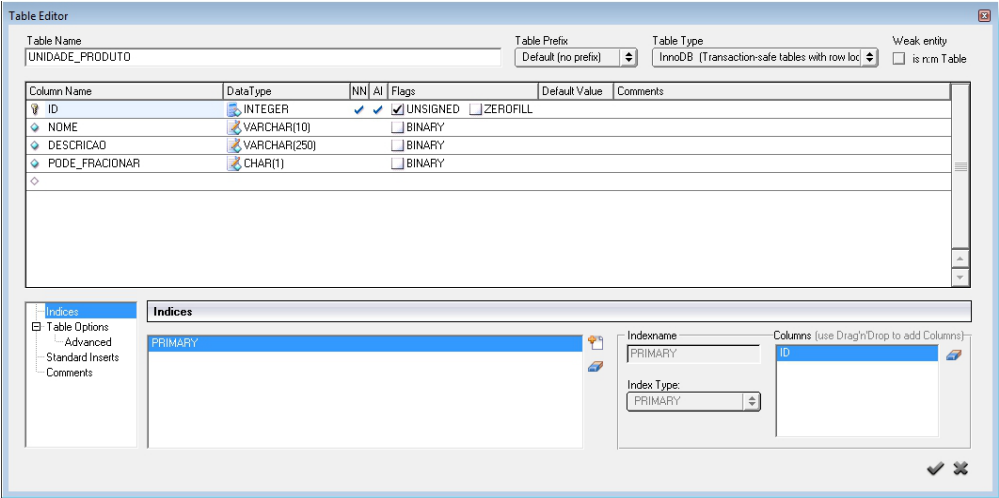 Table Editor
Table Name Table Prefix Table Type Weak entity
UNIDADE_PRODUTO Default (no prefix) InnoDB (Transaction-safe tables with row loc is n:m Table
Column Name DataType NN AI Flags Default Value Comments
ID INTEGER UNSIGNED ZEROFILL
NOME VARCHAR(10) BINARY
DESCRICAO VARCHAR(250) BINARY
PODE_FRACIONAR CHAR(1) BINARY
Indices
Table Options
Advanced
Standard Inserts
Comments
Indices
PRIMARY
Indexname
PRIMARY
Index Type:
PRIMARY
Columns (use Drag'n'Drop to add Columns)
ID